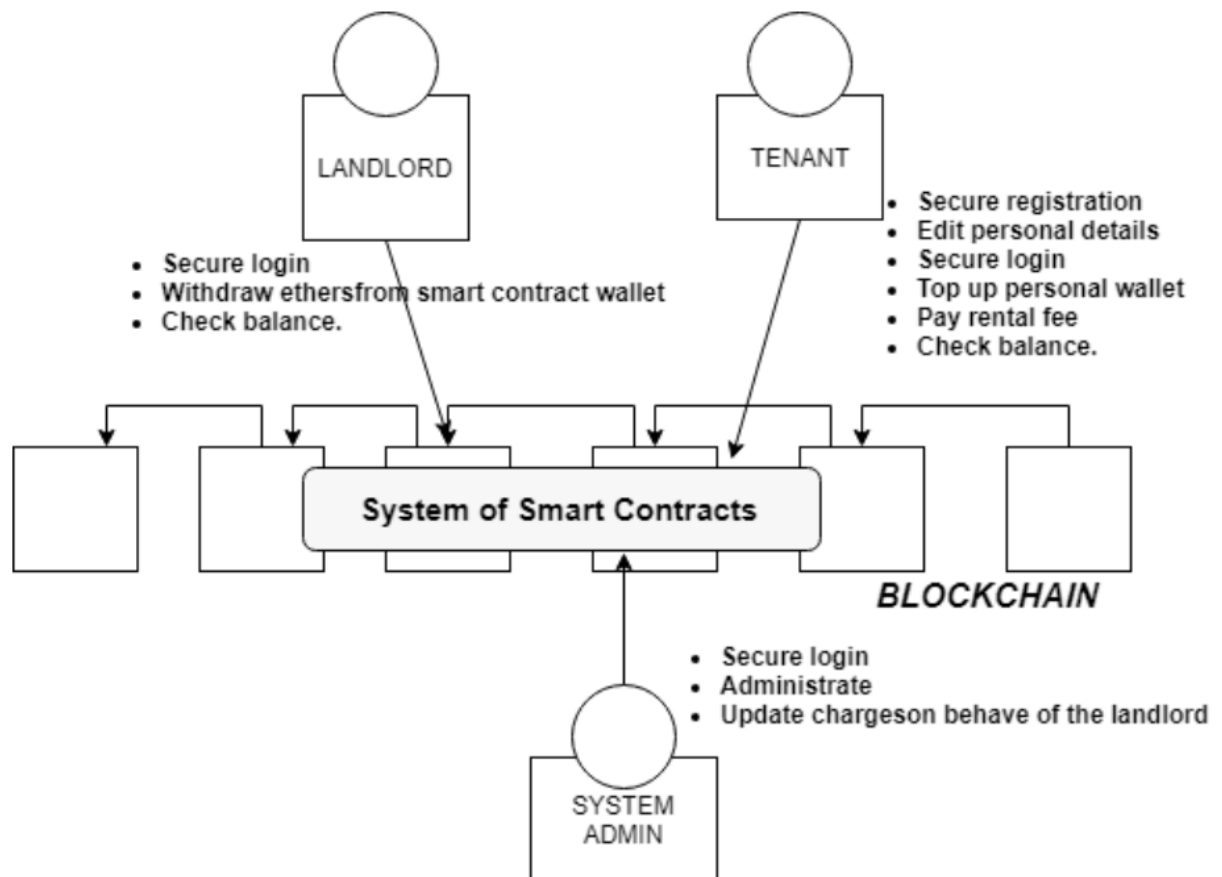 LANDLORD
TENANT
• Secure registration
• Edit personal details
• Secure login
• Top up personal wallet
• Pay rental fee
• Check balance.
• Secure login
• Withdraw ethersfrom smart contract wallet
• Check balance.
System of Smart Contracts
BLOCKCHAIN
• Secure login
• Administrate
• Update chargeson behave of the landlord
SYSTEM
ADMIN